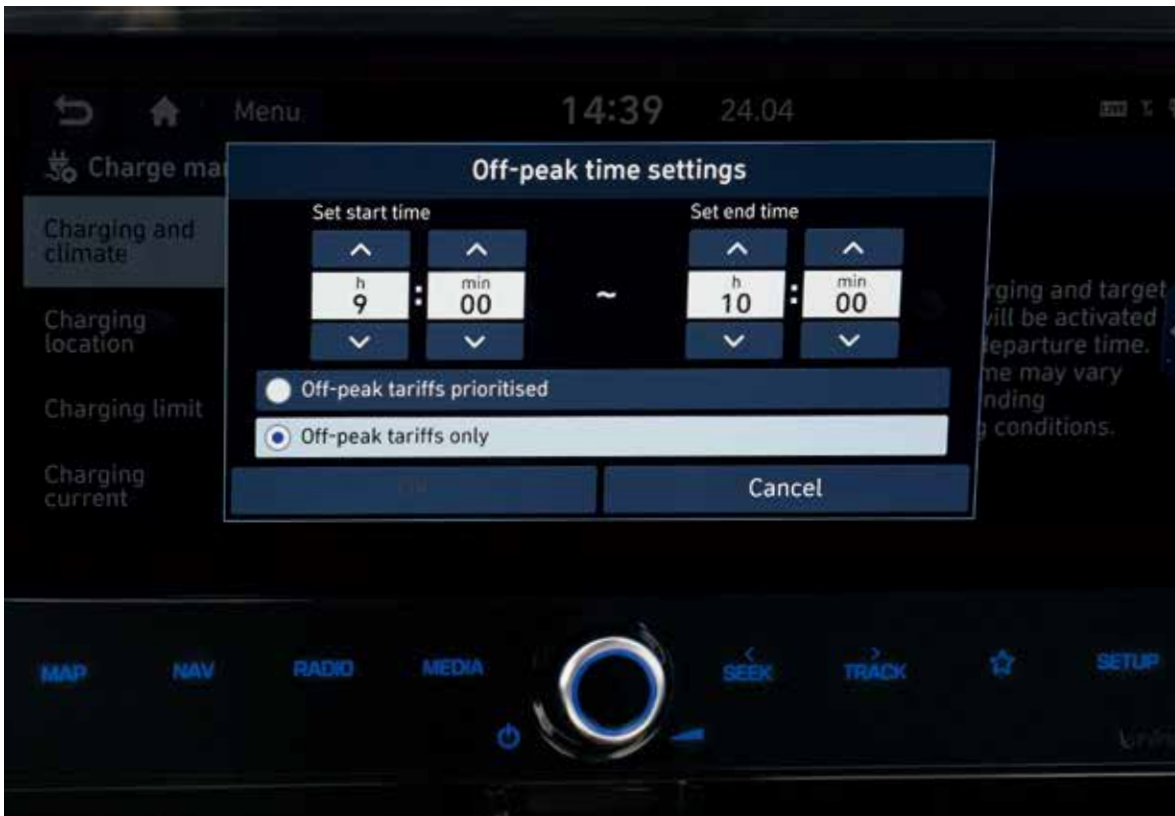 Menu
14:39
24.04
LIVE
Charge ma
Off-peak time settings
Charging and
climate
Charging
location
Charging limit
Charging
current
Set start time
Set end time
h
9
:
min
00
~
h
10
:
min
00
Off-peak tariffs prioritised
Off-peak tariffs only
Cancel
rging and target
will be activated
departure time.
me may vary
nding
g conditions.
MAP
NAV
RADIO
MEDIA
SEEK
TRACK
SETUP